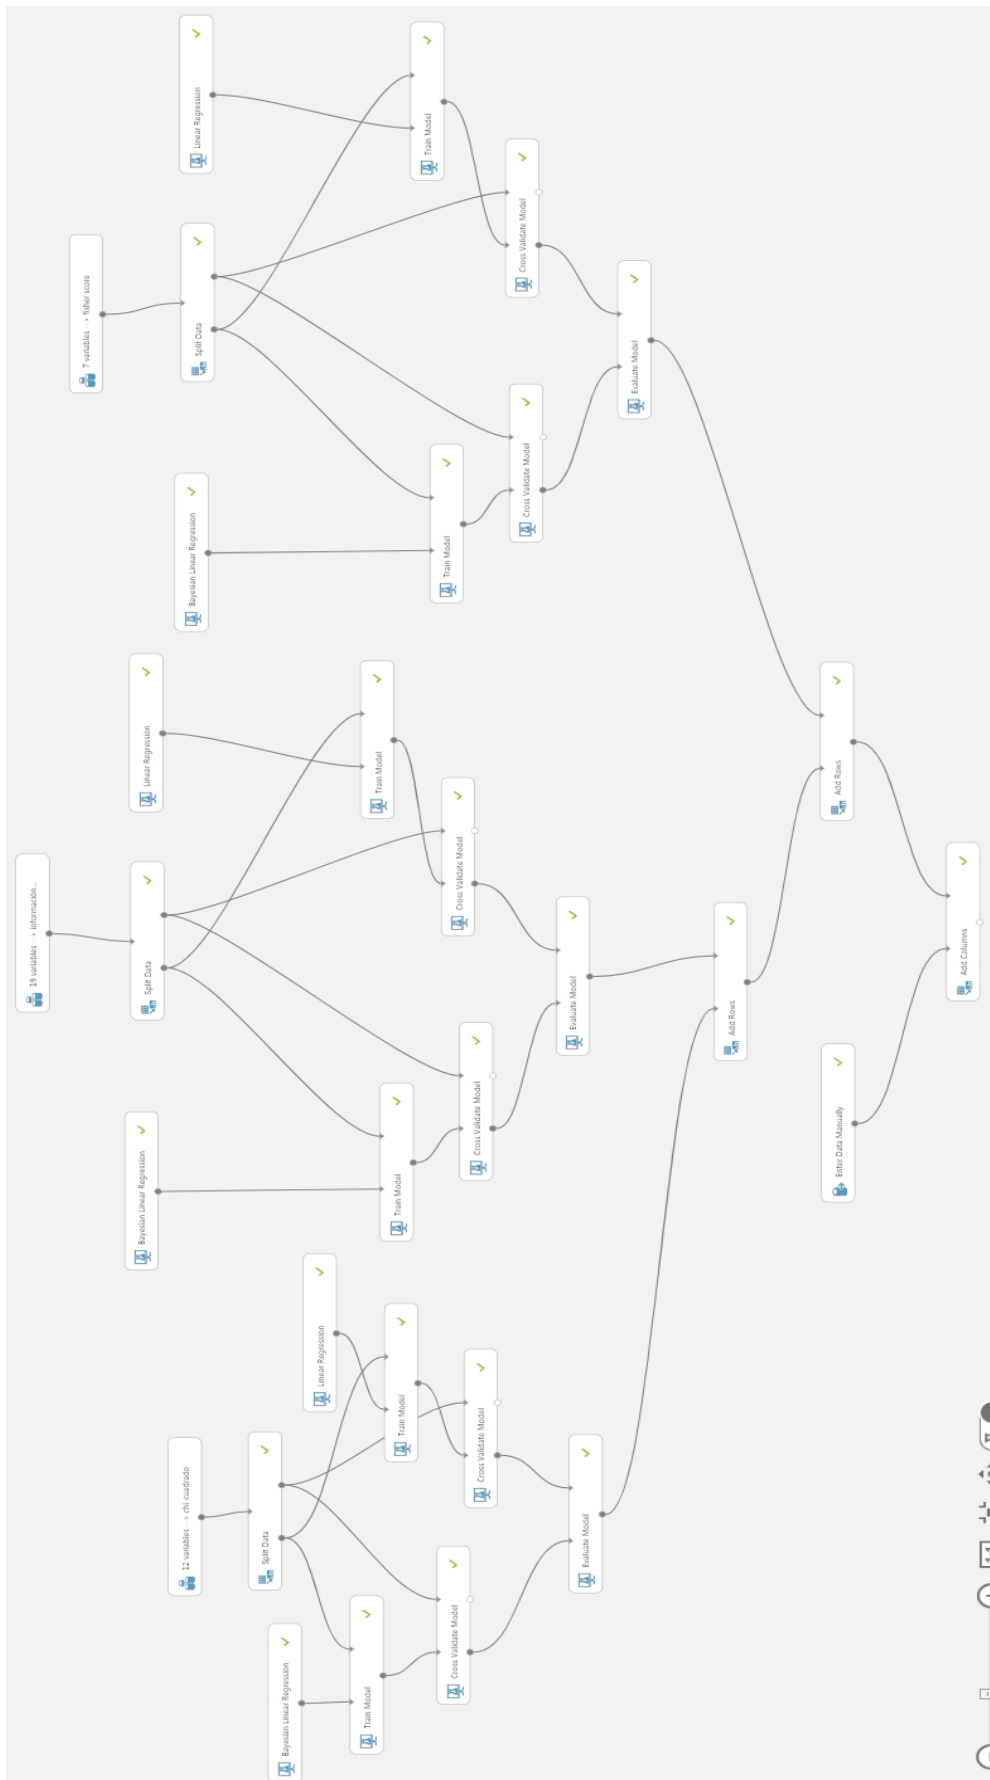 12 variables --> chi cuadrado
Split Data
Bayesian Linear Regression
Linear Regression
Train Model
Train Model
Cross Validate Model
Cross Validate Model
Evaluate Model
19 variables --> información...
Bayesian Linear Regression
Split Data
Linear Regression
Train Model
Train Model
Cross Validate Model
Cross Validate Model
Evaluate Model
7 variables --> fisher score
Bayesian Linear Regression
Split Data
Linear Regression
Train Model
Train Model
Cross Validate Model
Cross Validate Model
Evaluate Model
Add Rows
Enter Data Manually
Add Rows
Add Columns